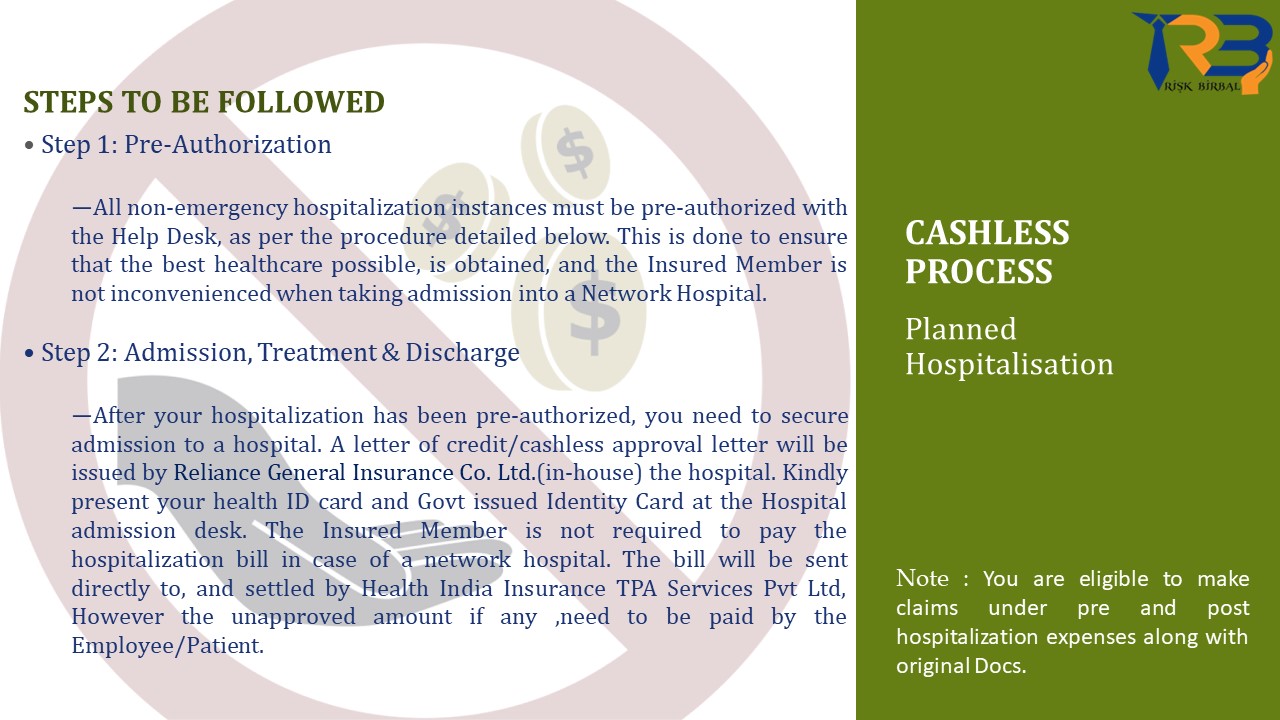 STEPS TO BE FOLLOWED
• Step 1: Pre-Authorization
—All non-emergency hospitalization instances must be pre-authorized with
the Help Desk, as per the procedure detailed below. This is done to ensure
that the best healthcare possible, is obtained, and the Insured Member is
not inconvenienced when taking admission into a Network Hospital.
• Step 2: Admission, Treatment & Discharge
—After your hospitalization has been pre-authorized, you need to secure
admission to a hospital. A letter of credit/cashless approval letter will be
issued by Reliance General Insurance Co. Ltd.(in-house) the hospital. Kindly
present your health ID card and Govt issued Identity Card at the Hospital
admission desk. The Insured Member is not required to pay the
hospitalization bill in case of a network hospital. The bill will be sent
directly to, and settled by Health India Insurance TPA Services Pvt Ltd,
However the unapproved amount if any ,need to be paid by the
Employee/Patient.
RB
RİŞK BİRBAL
CASHLESS
PROCESS
Planned
Hospitalisation
Note : You are eligible to make
claims under pre and post
hospitalization expenses along with
original Docs.